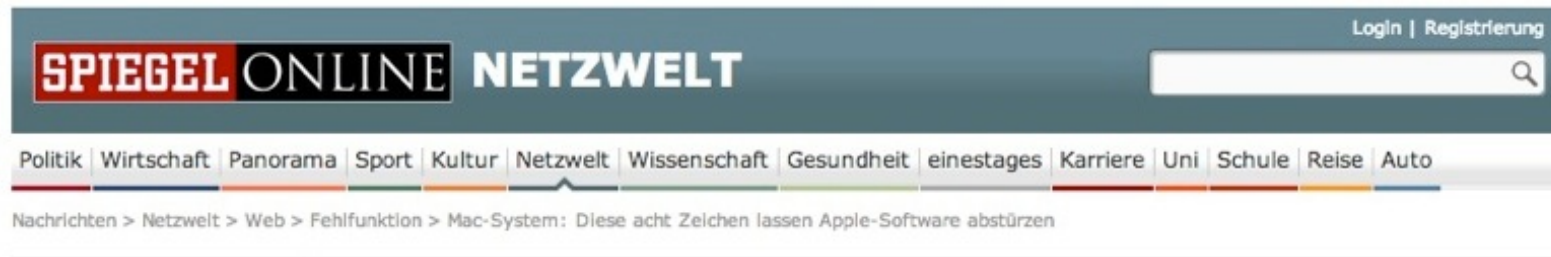 Login | Registrierung
SPIEGEL ONLINE NETZWELT
Politik | Wirtschaft | Panorama | Sport | Kultur | Netzwelt | Wissenschaft | Gesundheit | einestages | Karriere | Uni | Schule | Reise | Auto
Nachrichten > Netzwelt > Web > Fehlfunktion > Mac-System: Diese acht Zeichen lassen Apple-Software abstürzen